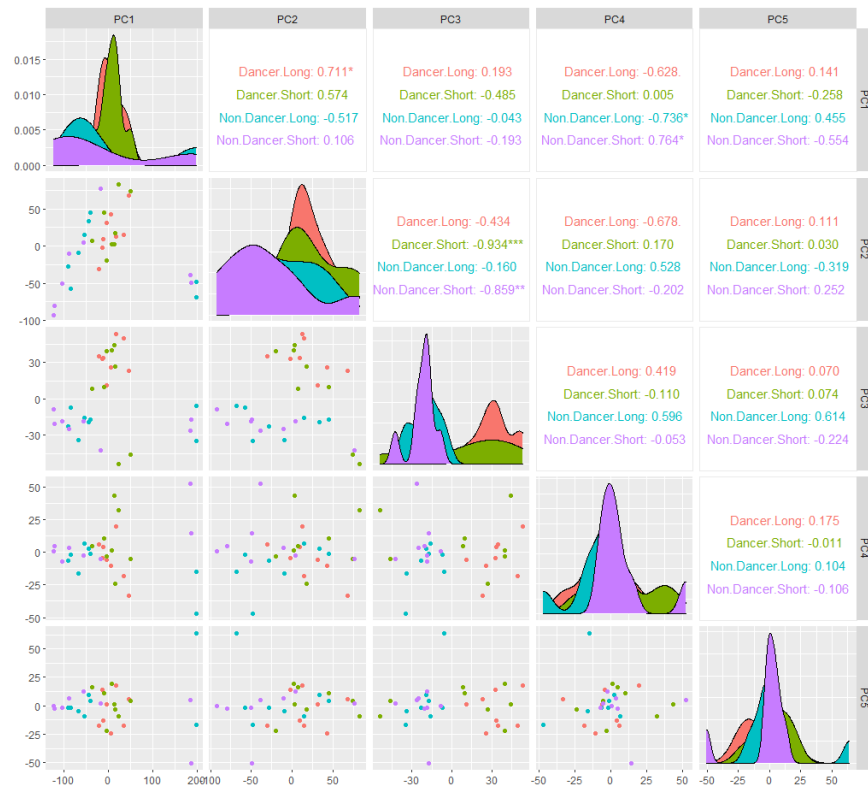 PC1 PC2 PC3 PC4 PC5
0.015
0.010
0.005
0.000
Dancer.Long: 0.711*
Dancer.Short: 0.574
Non.Dancer.Long: -0.517
Non.Dancer.Short: 0.106
Dancer.Long: 0.193
Dancer.Short: -0.485
Non.Dancer.Long: -0.043
Non.Dancer.Short: -0.193
Dancer.Long: -0.628.
Dancer.Short: 0.005
Non.Dancer.Long: -0.736*
Non.Dancer.Short: 0.764*
Dancer.Long: 0.141
Dancer.Short: -0.258
Non.Dancer.Long: 0.455
Non.Dancer.Short: -0.554
PC1
50
0
-50
-100
Dancer.Long: -0.434
Dancer.Short: -0.934***
Non.Dancer.Long: -0.160
Non.Dancer.Short: -0.859**
Dancer.Long: -0.678.
Dancer.Short: 0.170
Non.Dancer.Long: 0.528
Non.Dancer.Short: -0.202
Dancer.Long: 0.111
Dancer.Short: 0.030
Non.Dancer.Long: -0.319
Non.Dancer.Short: 0.252
PC2
30
0
-30
Dancer.Long: 0.419
Dancer.Short: -0.110
Non.Dancer.Long: 0.596
Non.Dancer.Short: -0.053
Dancer.Long: 0.070
Dancer.Short: 0.074
Non.Dancer.Long: 0.614
Non.Dancer.Short: -0.224
PC3
50
25
0
-25
-50
Dancer.Long: 0.175
Dancer.Short: -0.011
Non.Dancer.Long: 0.104
Non.Dancer.Short: -0.106
PC4
50
25
0
-25
-50
PC5
-100 0 100 200
-100 -50 0 50
-30 0 30
-50 -25 0 25 50
-50 -25 0 25 50